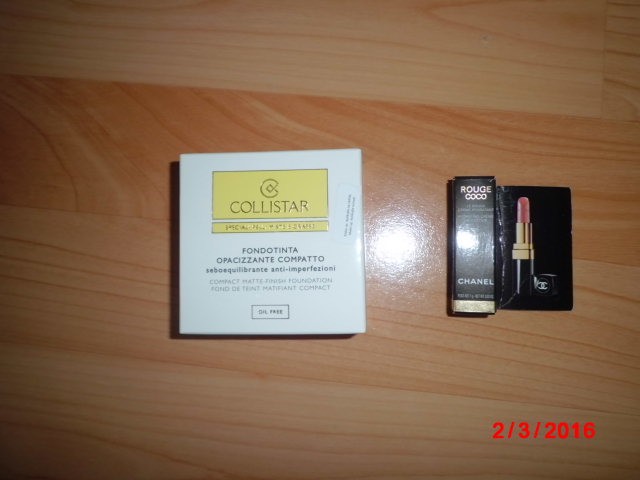 COLLISTAR
FONDOTINTA
OPACIZZANTE COMPATTO
seboequilibrante anti-imperfezioni
COMPACT MATTE-FINISH FOUNDATION
FOND DE TEINT MATIFIANT COMPACT
OIL FREE
ROUGE
COCO
CHANEL
2/3/2016